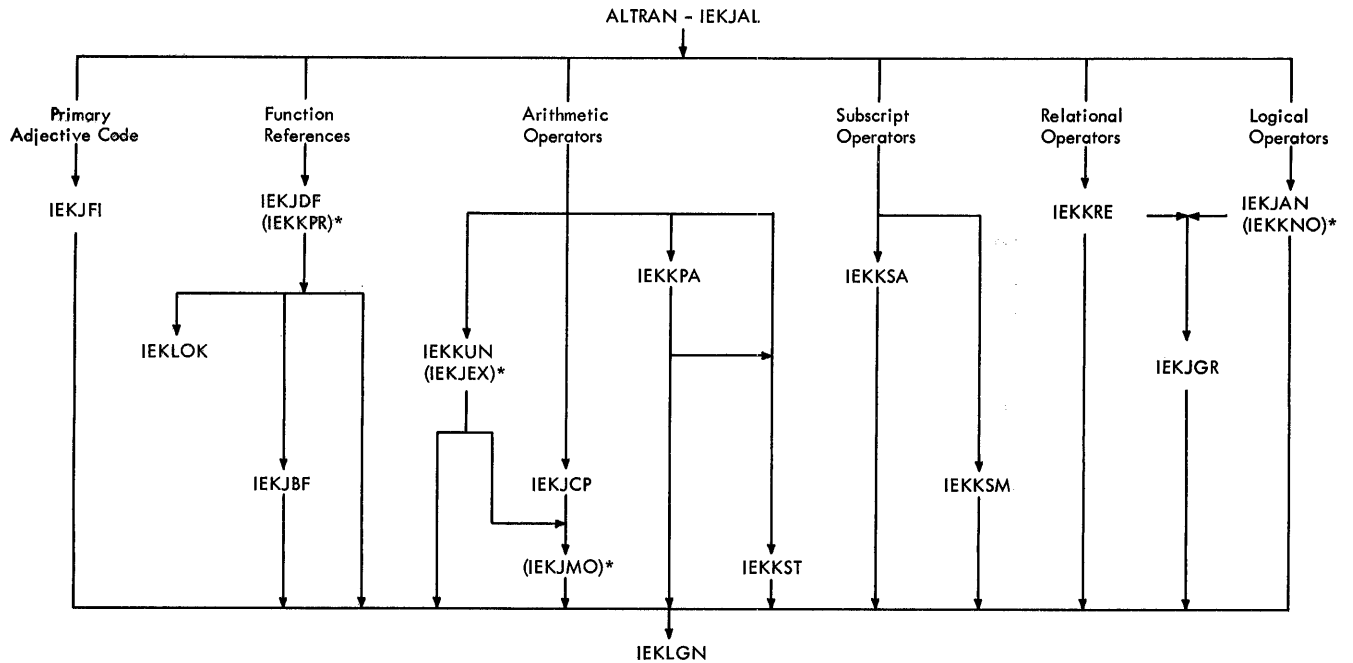 ALTRAN - IEKJAL
Primary
Adjective Code
Function
References
Arithmetic
Operators
Subscript
Operators
Relational
Operators
Logical
Operators
IEKJFI
IEKJDF
(IEKKPR)*
IEKKRE
IEKJAN
(IEKKNO)*
IEKKPA
IEKKSA
IEKLOK
IEKKUN
(IEKJEX)*
IEKJGR
IEKJBF
IEKJCP
IEKKSM
(IEKJMO)*
IEKKST
IEKLGN